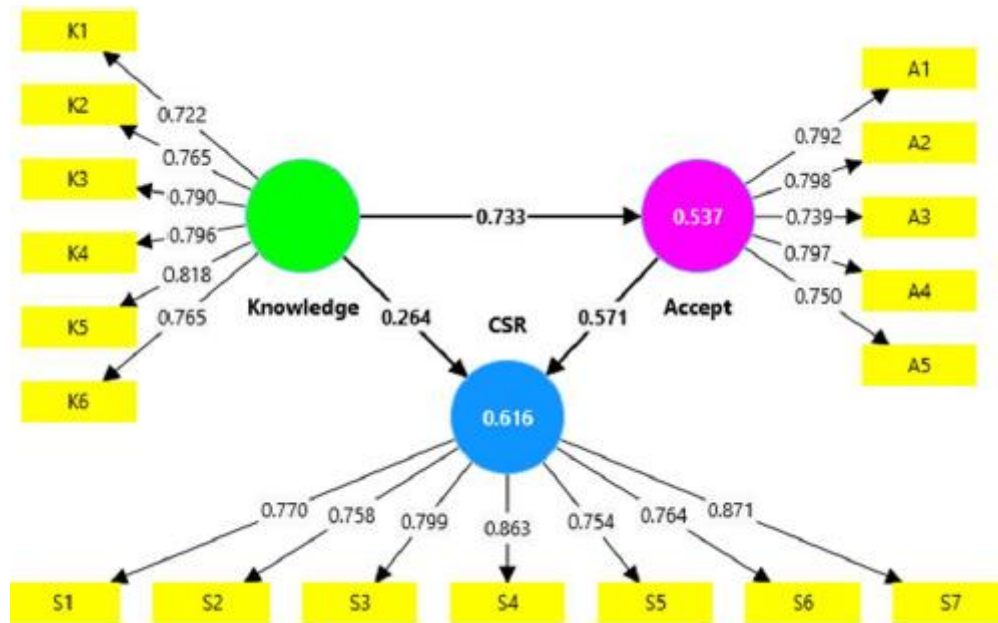 K1
K2
K3
K4
K5
K6
0.722
0.765
0.790
0.796
0.818
0.765
Knowledge
0.733
0.264
CSR
0.616
0.571
0.537
Accept
0.792
0.798
0.739
0.797
0.750
A1
A2
A3
A4
A5
0.770
0.758
0.799
0.863
0.754
0.764
0.871
S1
S2
S3
S4
S5
S6
S7